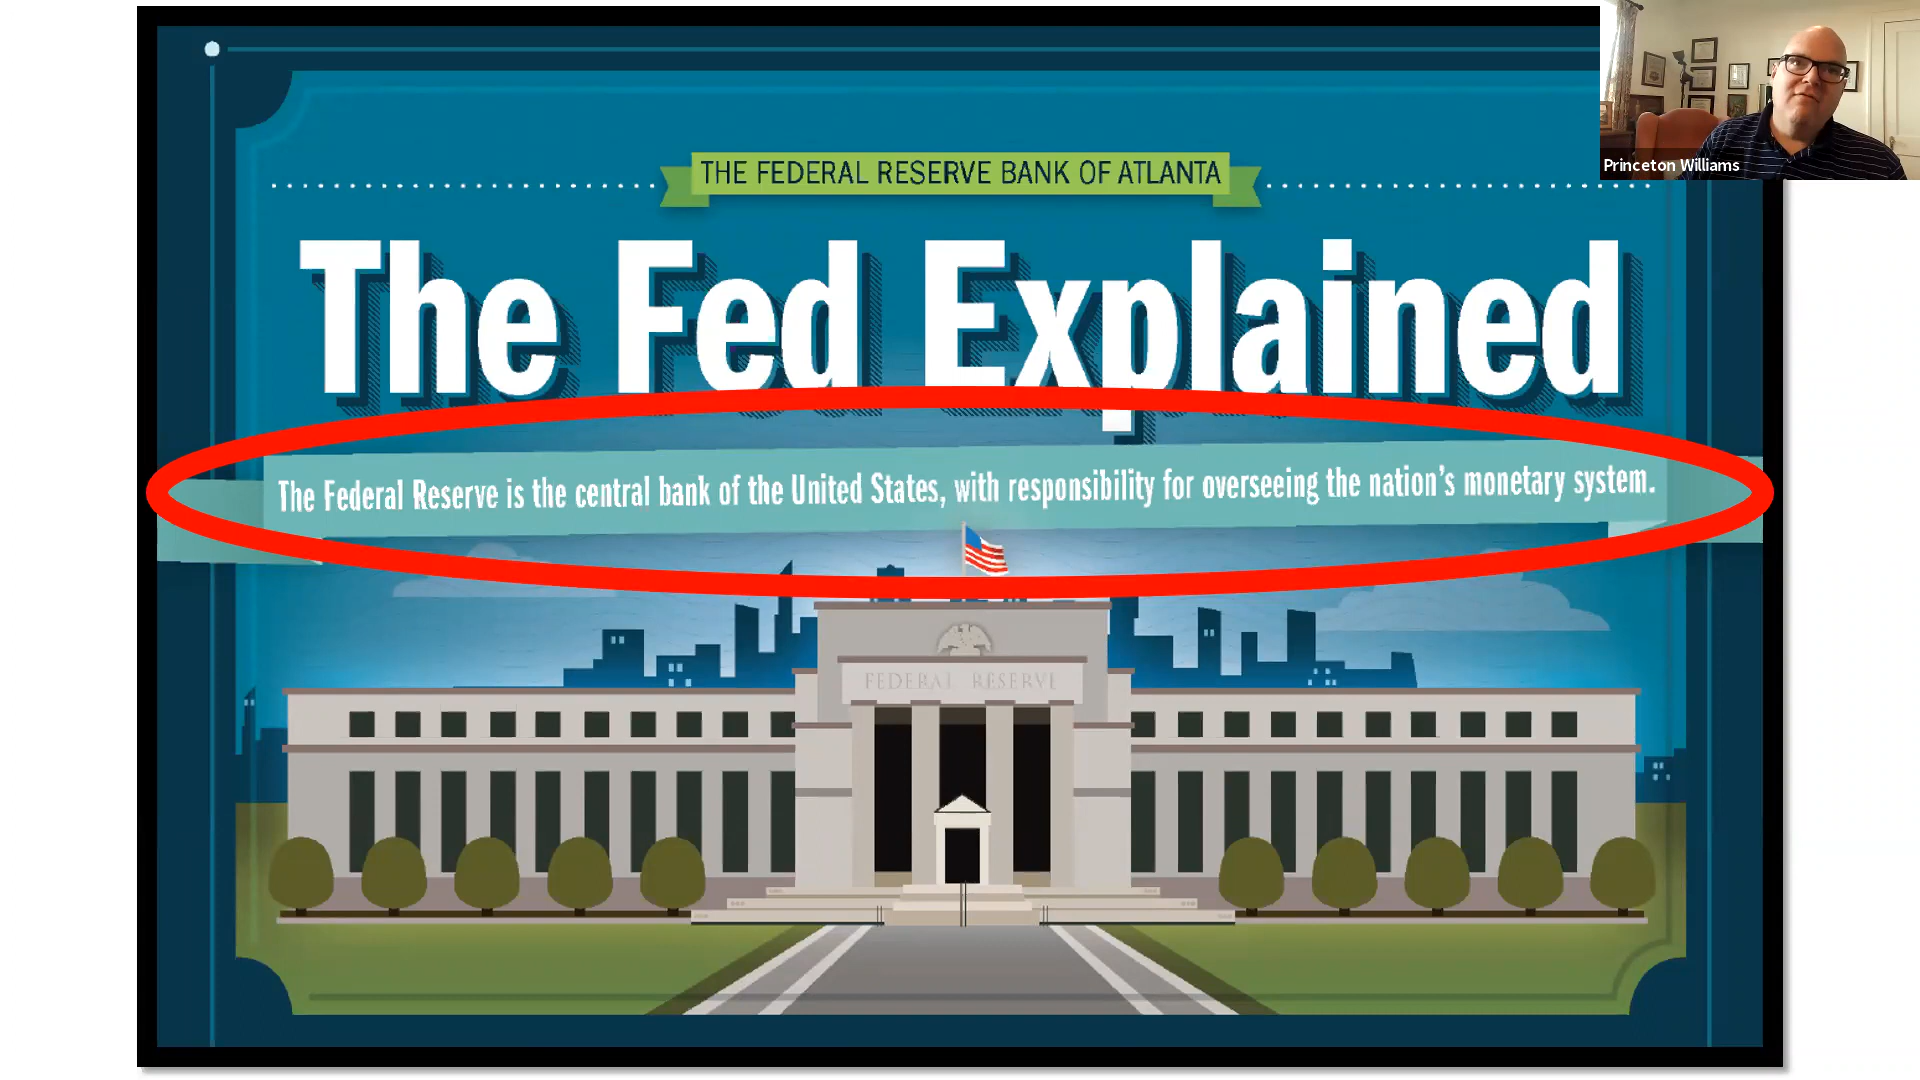 THE FEDERAL RESERVE BANK OF ATLANTA
Princeton Williams
The Fed Explained
The Federal Reserve is the central bank of the United States, with responsibility for overseeing the nation's monetary system.
FEDERAL RESERVE